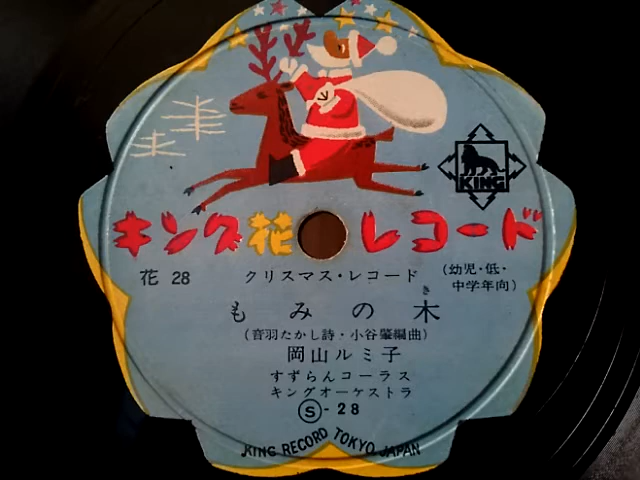 KING
キング花レコード
花 28 クリスマス・レコード (幼児・低・中学年向)
もみの木
き
(音羽たかし詩・小谷肇編曲)
岡山ルミ子
すずらんコーラス
キングオーケストラ
Ⓢ-28
KING RECORD TOKYO JAPAN